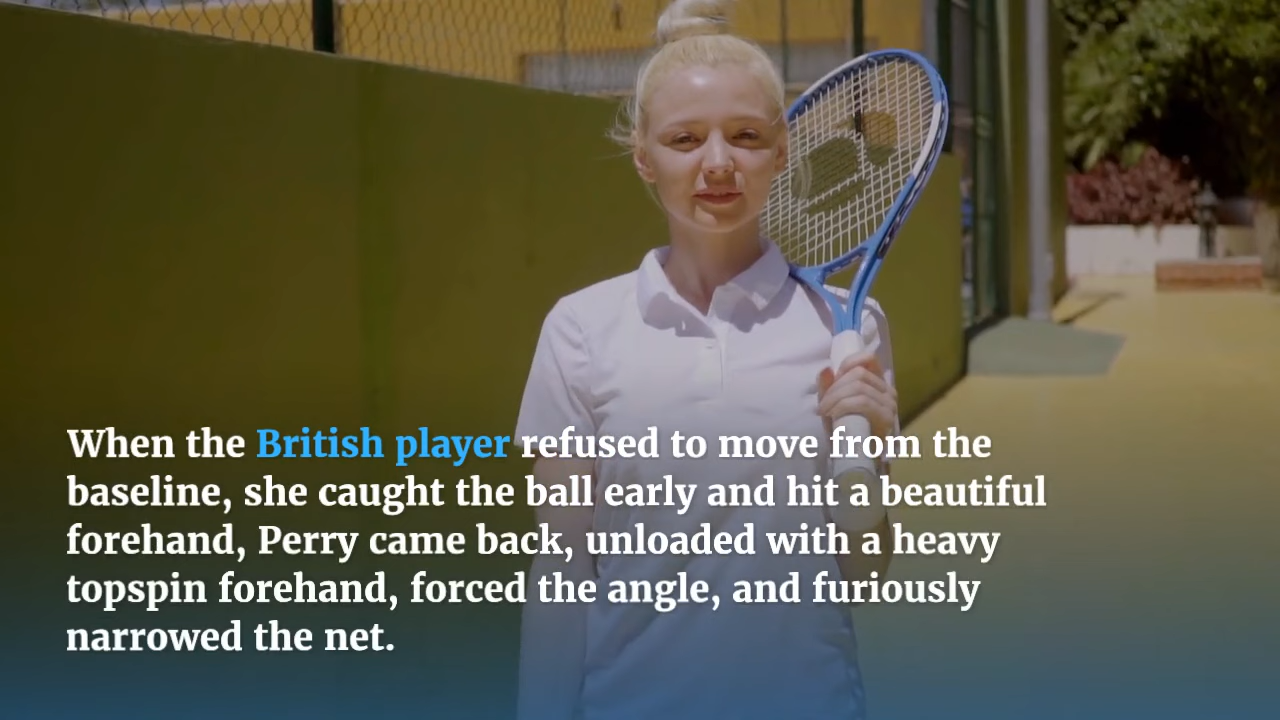 When the British player refused to move from the
baseline, she caught the ball early and hit a beautiful
forehand, Perry came back, unloaded with a heavy
topspin forehand, forced the angle, and furiously
narrowed the net.